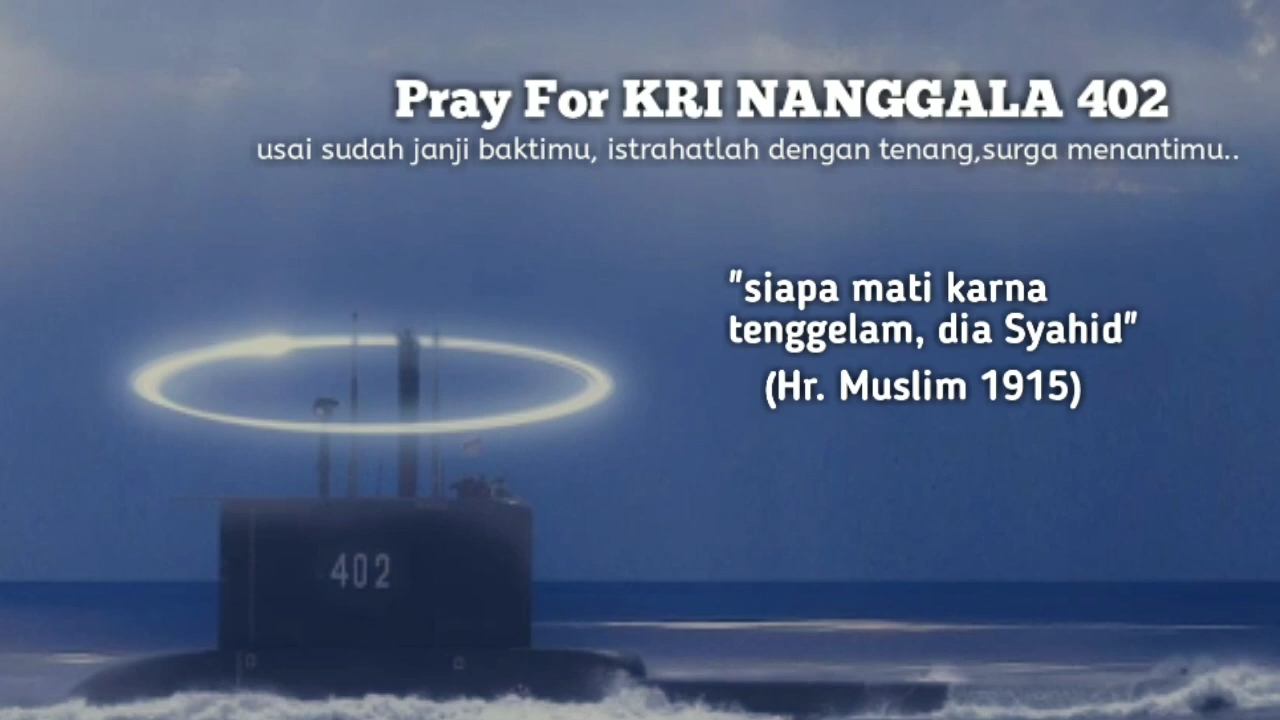 Pray For KRI NANGGALA 402
usai sudah janji baktimu, istrahatlah dengan tenang,surga menantimu..
"siapa mati karna
tenggelam, dia Syahid"
(Hr. Muslim 1915)
402